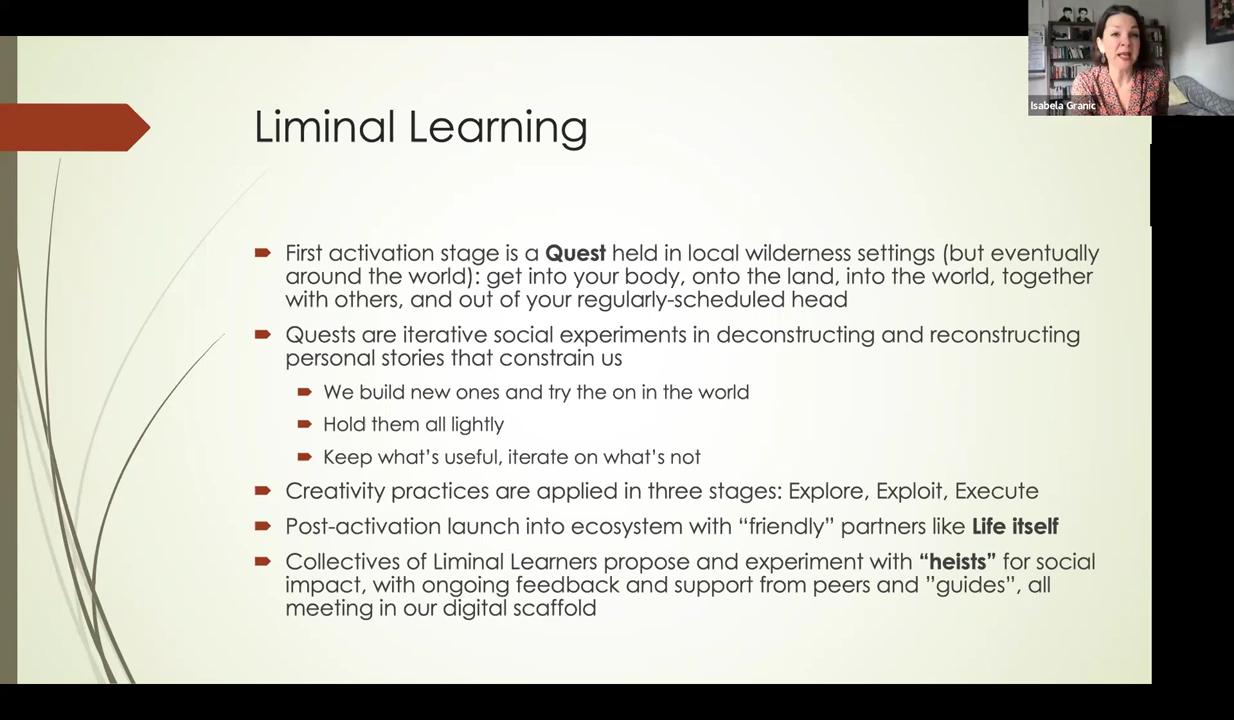 Isabela Granic
Liminal Learning
First activation stage is a Quest held in local wilderness settings (but eventually
around the world): get into your body, onto the land, into the world, together
with others, and out of your regularly-scheduled head
Quests are iterative social experiments in deconstructing and reconstructing
personal stories that constrain us
We build new ones and try the on in the world
Hold them all lightly
Keep what’s useful, iterate on what’s not
Creativity practices are applied in three stages: Explore, Exploit, Execute
Post-activation launch into ecosystem with “friendly” partners like Life itself
Collectives of Liminal Learners propose and experiment with “heists” for social
impact, with ongoing feedback and support from peers and ”guides”, all
meeting in our digital scaffold